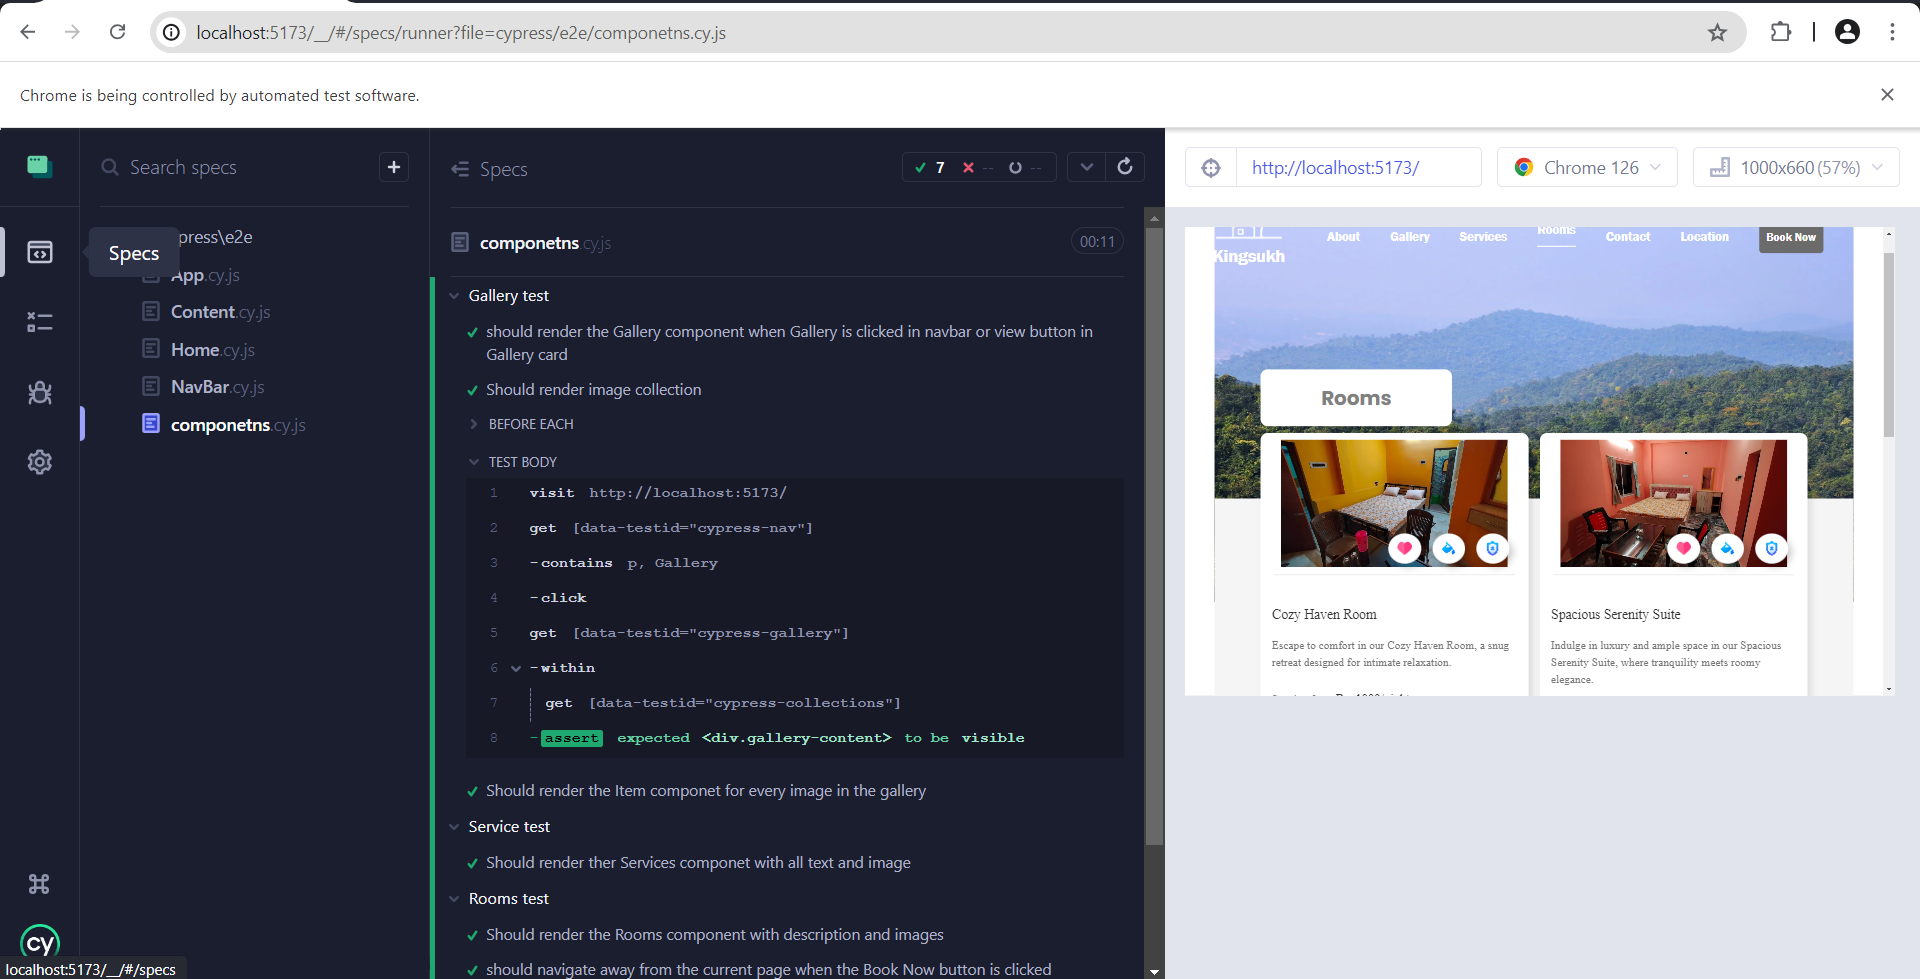 localhost:5173/__/#/specs/runner?file=cypress/e2e/componetns.cy.js
Chrome is being controlled by automated test software.
Search specs
+
press\e2e
Specs
App.cy.js
Content.cy.js
Home.cy.js
NavBar.cy.js
componetns.cy.js
cy
localhost:5173/__/#/specs
Specs
7 -- --
componetns.cy.js 00:11
Gallery test
should render the Gallery component when Gallery is clicked in navbar or view button in
Gallery card
Should render image collection
BEFORE EACH
TEST BODY
1 visit http://localhost:5173/
2 get [data-testid="cypress-nav"]
3 -contains p, Gallery
4 -click
5 get [data-testid="cypress-gallery"]
6 -within
7 get [data-testid="cypress-collections"]
8 -assert expected <div.gallery-content> to be visible
Should render the Item componet for every image in the gallery
Service test
Should render ther Services componet with all text and image
Rooms test
Should render the Rooms component with description and images
should navigate away from the current page when the Book Now button is clicked
http://localhost:5173/
Chrome 126
1000x660 (57%)
Kingsukh
About Gallery Services Rooms Contact Location Book Now
Rooms
Cozy Haven Room
Escape to comfort in our Cozy Haven Room, a snug
retreat designed for intimate relaxation.
Spacious Serenity Suite
Indulge in luxury and ample space in our Spacious
Serenity Suite, where tranquility meets roomy
elegance.